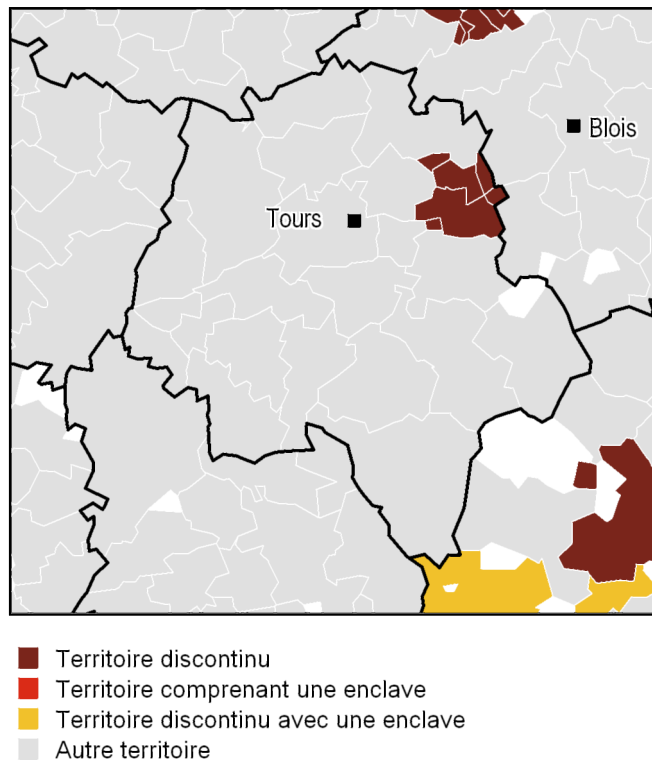 Blois
Tours
Territoire discontinu
Territoire comprenant une enclave
Territoire discontinu avec une enclave
Autre territoire